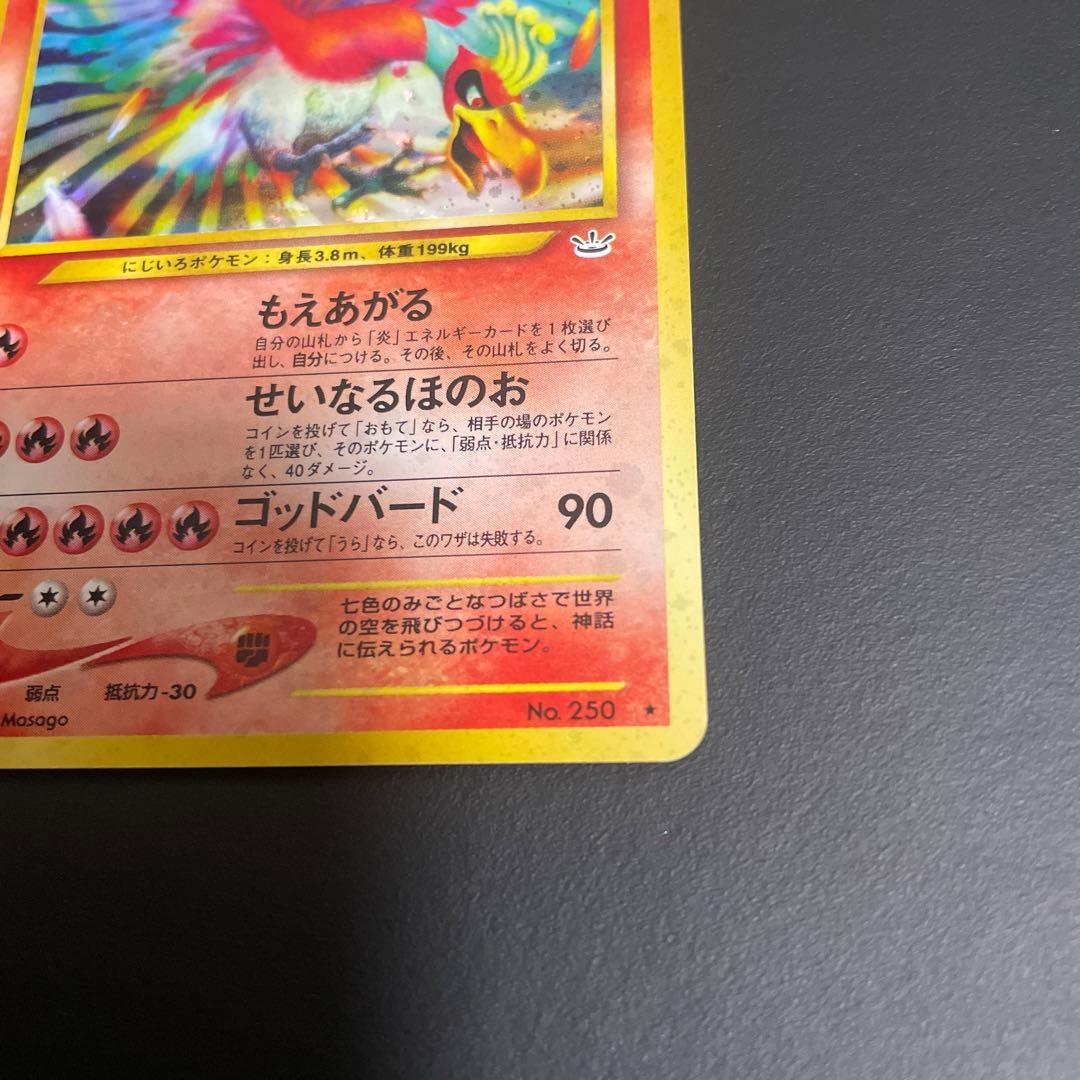 にじいろポケモン：身長3.8m、体重199kg
もえあがる
自分の山札から「炎」エネルギーカードを1枚選び
出し、自分につける。その後、その山札をよく切る。
せいなるほのお
コインを投げて「おもて」なら、相手の場のポケモン
を1匹選び、そのポケモンに、「弱点・抵抗力」に関係
なく、40ダメージ。
ゴッドバード 90
コインを投げて「うら」なら、このワザは失敗する。
七色のみごとなつばさで世界
の空を飛びつづけると、神話
に伝えられるポケモン。
弱点 抵抗力 -30
Masago
No. 250 ★